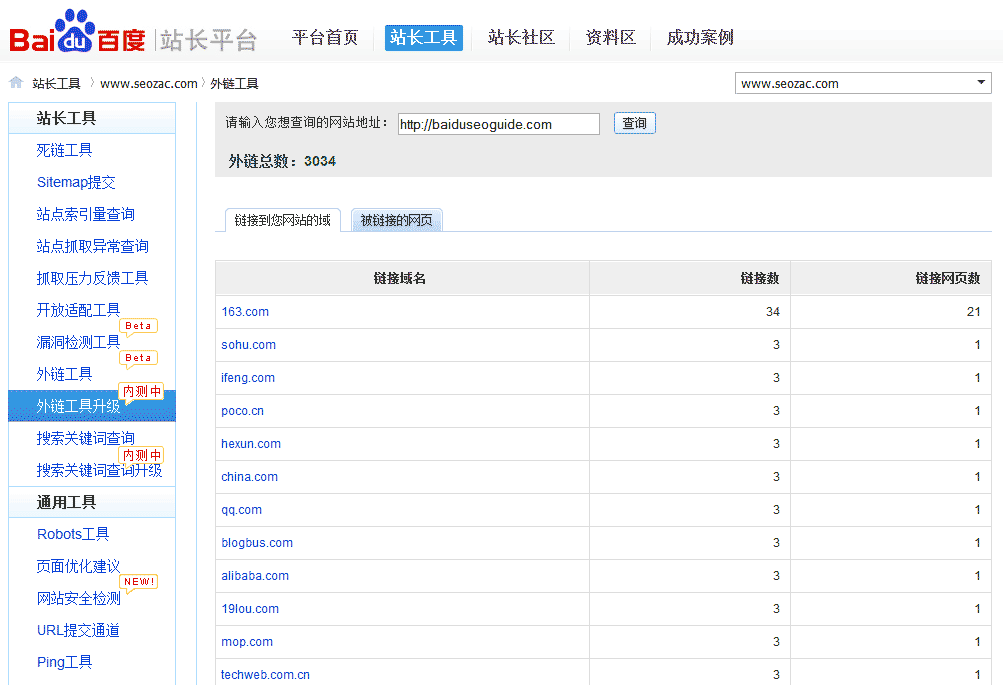 Bai du 百度 站长平台 平台首页 站长工具 站长社区 资料区 成功案例
站长工具 〉 www.seozac.com 〉 外链工具 www.seozac.com
站长工具
死链工具
Sitemap提交
站点索引量查询
站点抓取异常查询
抓取压力反馈工具
开放适配工具
Beta
漏洞检测工具
Beta
外链工具
内测中
外链工具升级
搜索关键词查询
内测中
搜索关键词查询升级
通用工具
Robots工具
页面优化建议
NEW!
网站安全检测
URL提交通道
Ping工具
请输入您想查询的网站地址： http://baiduseoguide.com 查询
外链总数：3034
链接到您网站的域 被链接的网页
链接域名 链接数 链接网页数
163.com 34 21
sohu.com 3 1
ifeng.com 3 1
poco.cn 3 1
hexun.com 3 1
china.com 3 1
qq.com 3 1
blogbus.com 3 1
alibaba.com 3 1
19lou.com 3 1
mop.com 3 1
techweb.com.cn 3 1